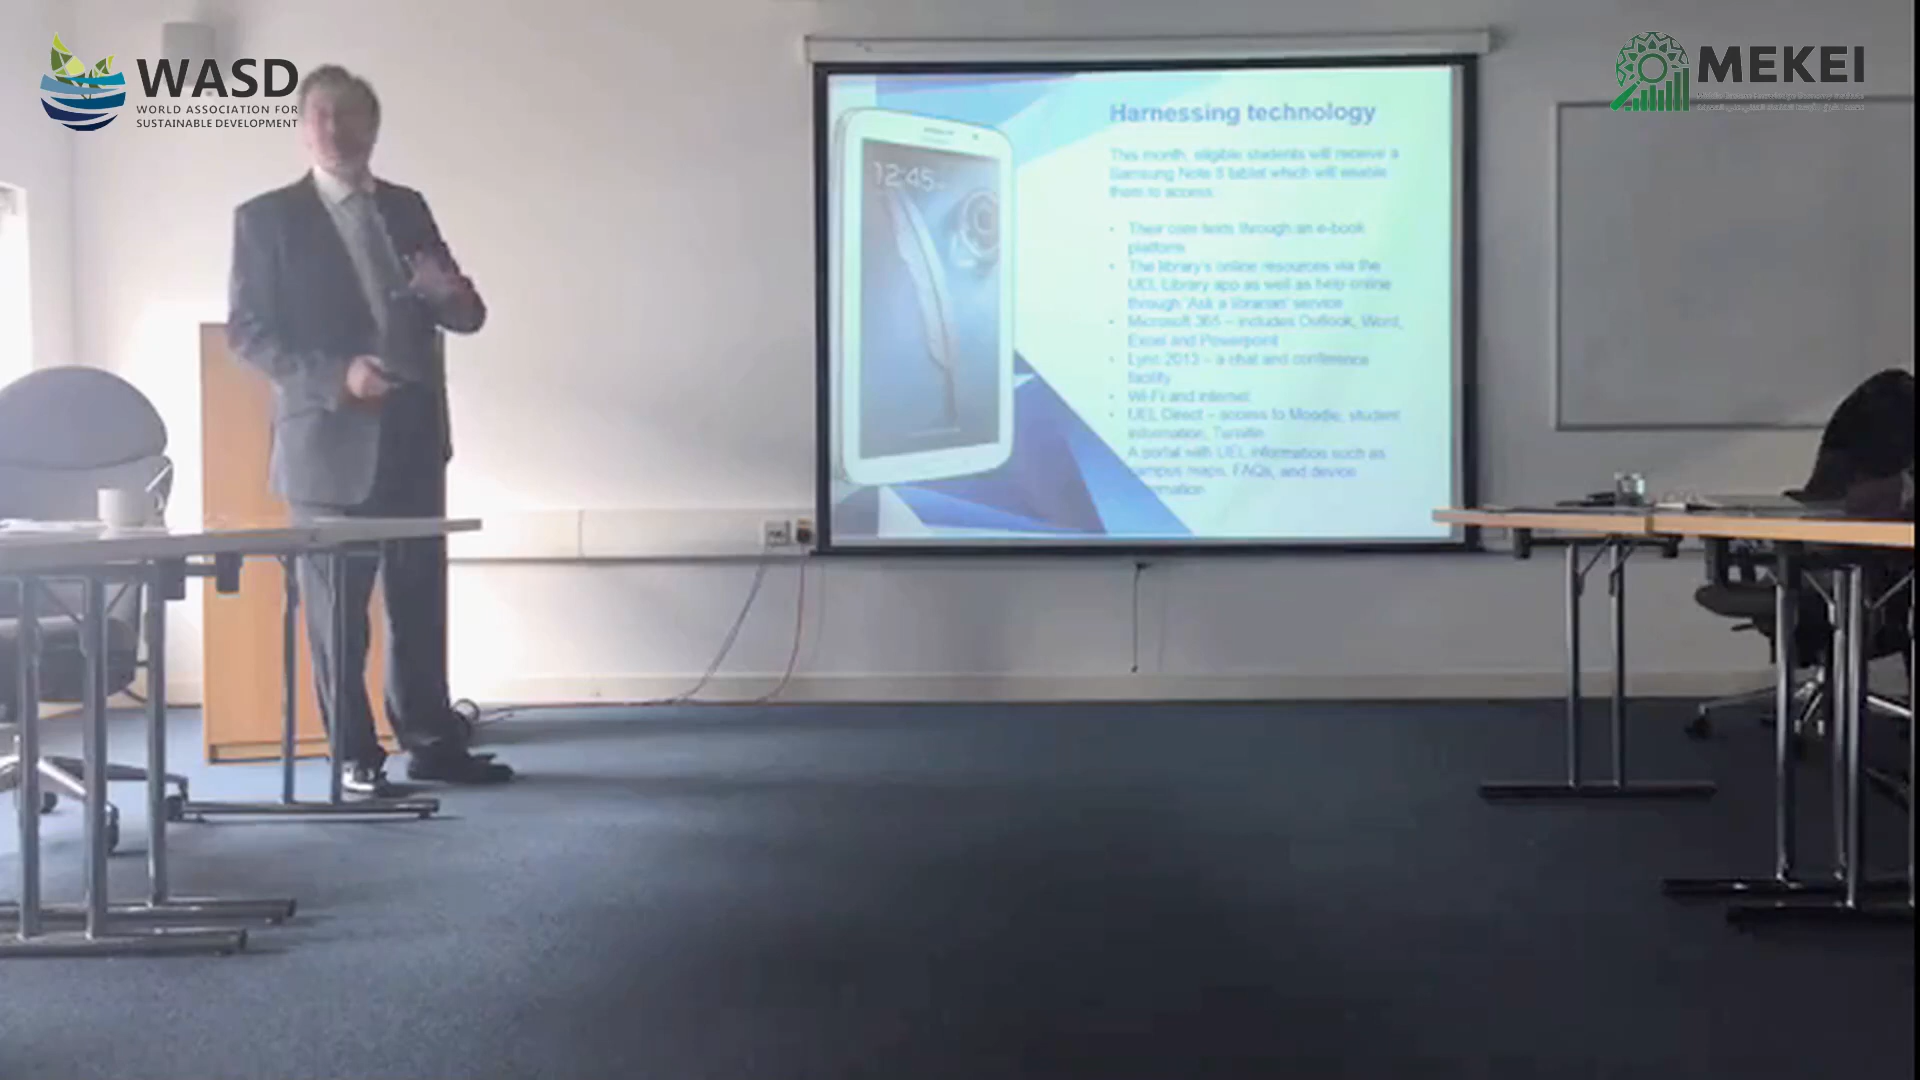 WASD
WORLD ASSOCIATION FOR
SUSTAINABLE DEVELOPMENT
MEKEI
Harnessing technology
This month, eligible students will receive a
Samsung Note 8 tablet which will enable
them to access:
12:45
• Their core texts through an e-book
platform
• The library's online resources via the
UEL Library app as well as help online
through 'Ask a librarian' service
• Microsoft 365 – includes Outlook, Word,
Excel and Powerpoint
• Lync 2013 – a chat and conference
facility
• Wi-Fi and internet
• UEL Direct – access to Moodle, student
information, Turnitin
A portal with UEL information such as
campus maps, FAQs, and device
information